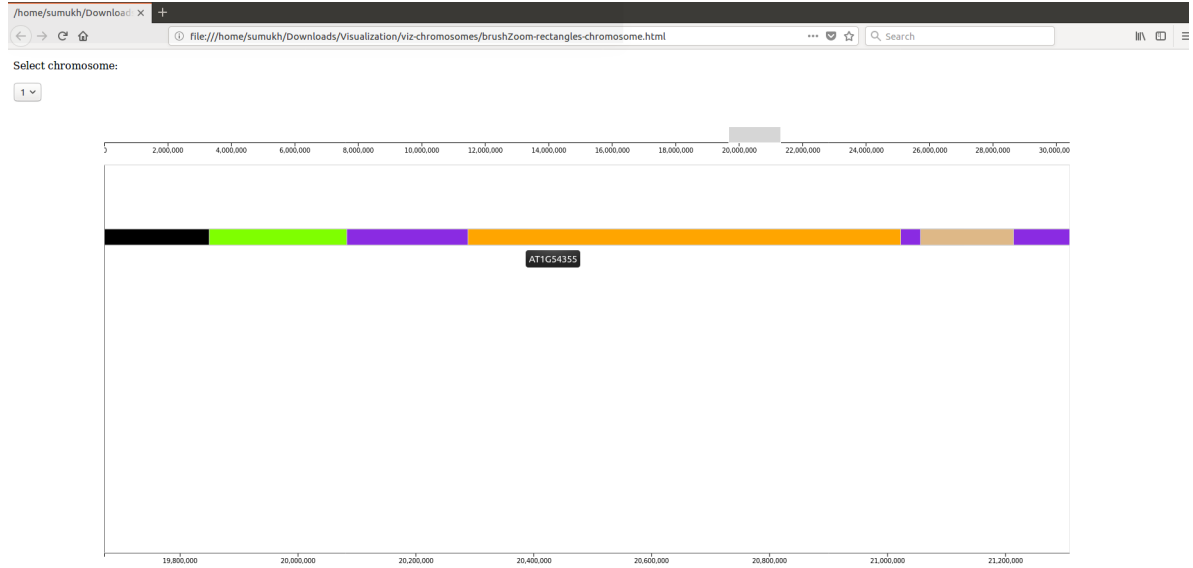 /home/sumukh/Download
file:///home/sumukh/Downloads/Visualization/viz-chromosomes/brushZoom-rectangles-chromosome.html
Search
Select chromosome:
1
0 2,000,000 4,000,000 6,000,000 8,000,000 10,000,000 12,000,000 14,000,000 16,000,000 18,000,000 20,000,000 22,000,000 24,000,000 26,000,000 28,000,000 30,000,00
AT1G54355
19,800,000 20,000,000 20,200,000 20,400,000 20,600,000 20,800,000 21,000,000 21,200,000